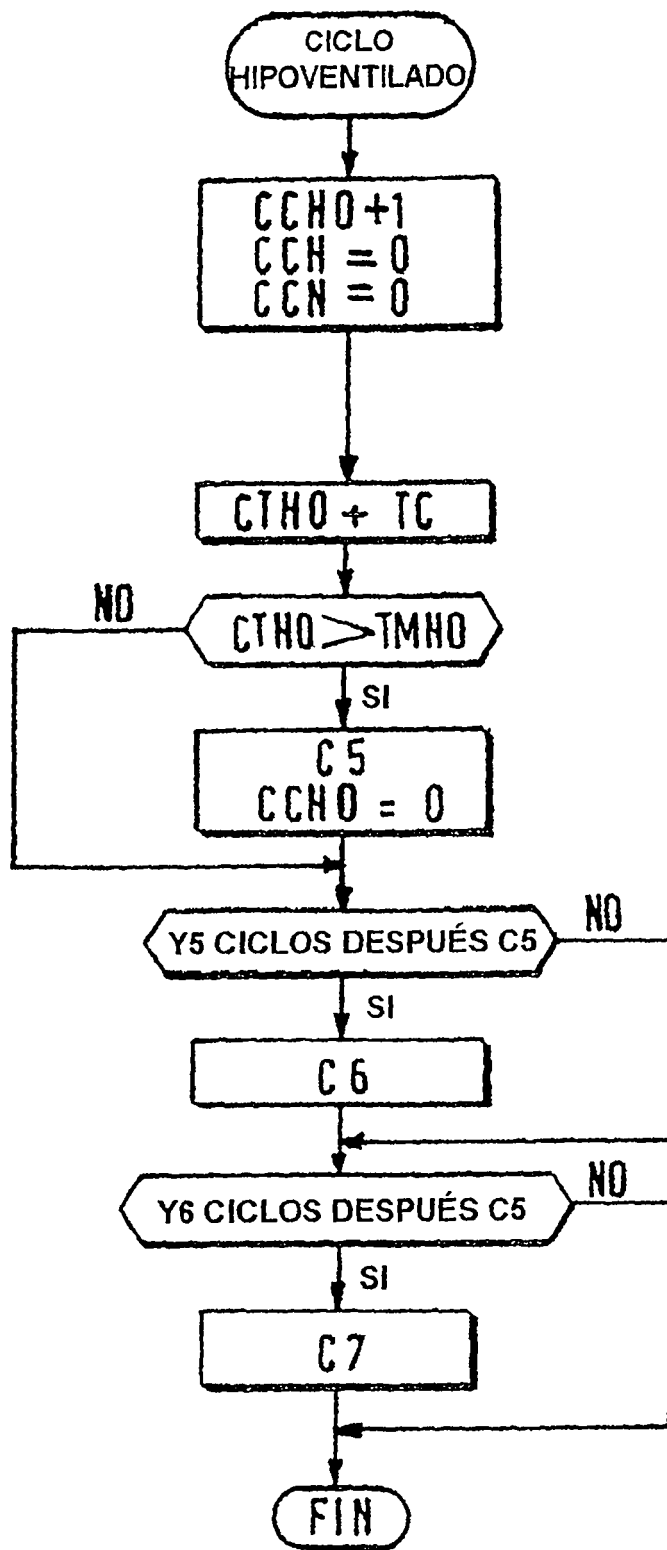 CICLO
HIPOVENTILADO
CCHO+1
CCH = 0
CCN = 0
CTHO + TC
NO
CTHO > TMHO
SI
C5
CCHO = 0
NO
Y5 CICLOS DESPUÉS C5
SI
C6
NO
Y6 CICLOS DESPUÉS C5
SI
C7
FIN